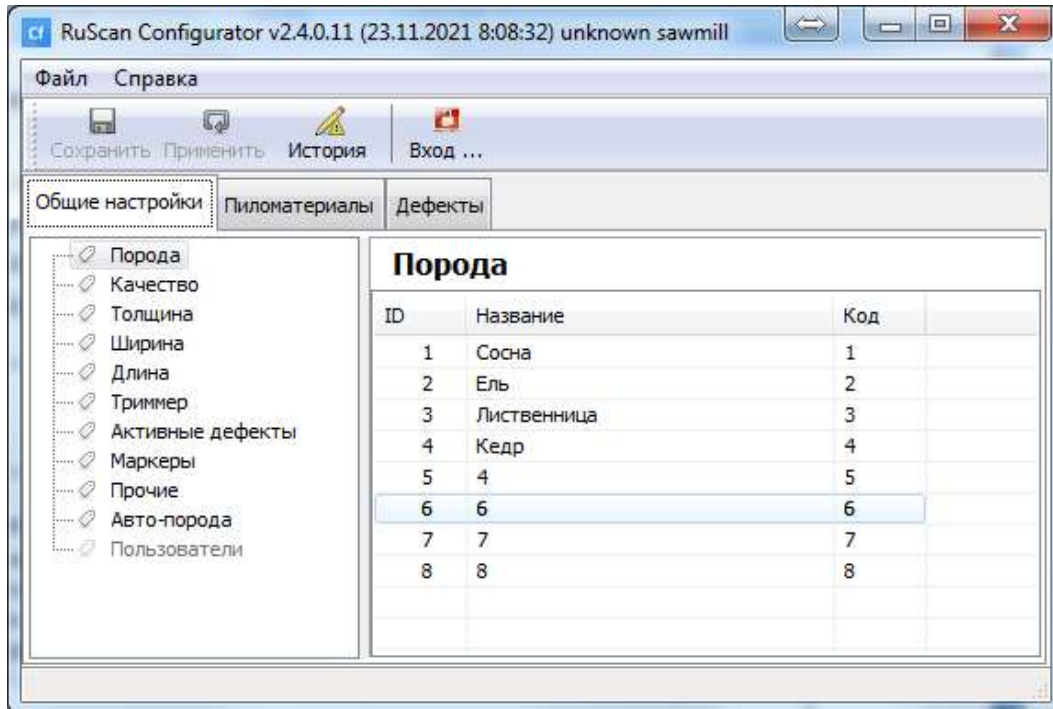 Cf RuScan Configurator v2.4.0.11 (23.11.2021 8:08:32) unknown sawmill
Файл Справка
Сохранить Применить История Вход ...
Общие настройки Пиломатериалы Дефекты
Порода
Качество
Толщина
Ширина
Длина
Триммер
Активные дефекты
Маркеры
Прочие
Авто-порода
Пользователи
Порода
ID Название Код
1 Сосна 1
2 Ель 2
3 Лиственница 3
4 Кедр 4
5 4 5
6 6 6
7 7 7
8 8 8